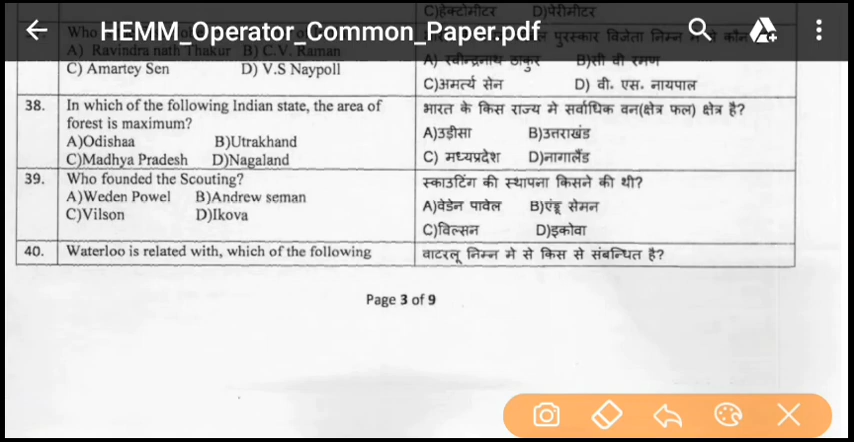 C)हेक्टोमीटर D)पेरीमीटर
HEMM_Operator_Common_Paper.pdf
Who
A) Ravindra nath Thakur B) C.V. Raman
C) Amartey Sen D) V.S Naypoll
पुरस्कार विजेता निम्न
A) रवीन्द्रनाथ ठाकुर B)सी वी रमण
C)अमर्त्य सेन D) वी. एस. नायपाल
38. In which of the following Indian state, the area of
forest is maximum?
A)Odishaa B)Utrakhand
C)Madhya Pradesh D)Nagaland
भारत के किस राज्य मे सर्वाधिक वन(क्षेत्र फल) क्षेत्र है?
A)उड़ीसा B)उत्तराखंड
C) मध्यप्रदेश D)नागालैंड
39. Who founded the Scouting?
A)Weden Powel B)Andrew seman
C)Vilson D)Ikova
स्काउटिंग की स्थापना किसने की थी?
A)वेडेन पावेल B)एंड्रू सेमन
C)विल्सन D)इकोवा
40. Waterloo is related with, which of the following
वाटरलू निम्न मे से किस से संबन्धित है?
Page 3 of 9